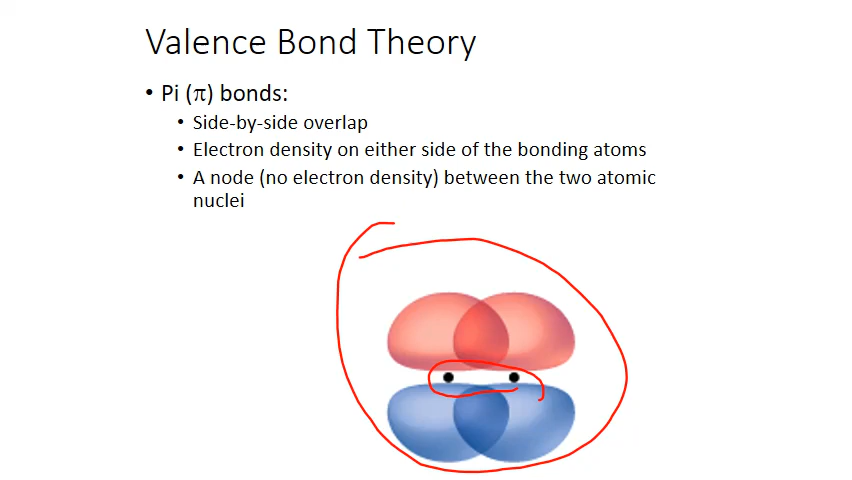 Valence Bond Theory
• Pi (π) bonds:
• Side-by-side overlap
• Electron density on either side of the bonding atoms
• A node (no electron density) between the two atomic
nuclei